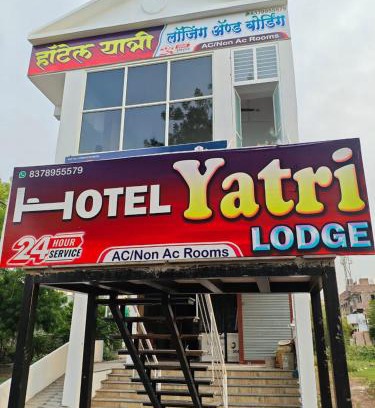 हॉटेल यात्री
लॉजिंग अ‍ॅण्ड बोर्डिंग
AC/Non Ac Rooms
8378955579
HOTEL Yatri
LODGE
24 HOUR
SERVICE
AC/Non Ac Rooms